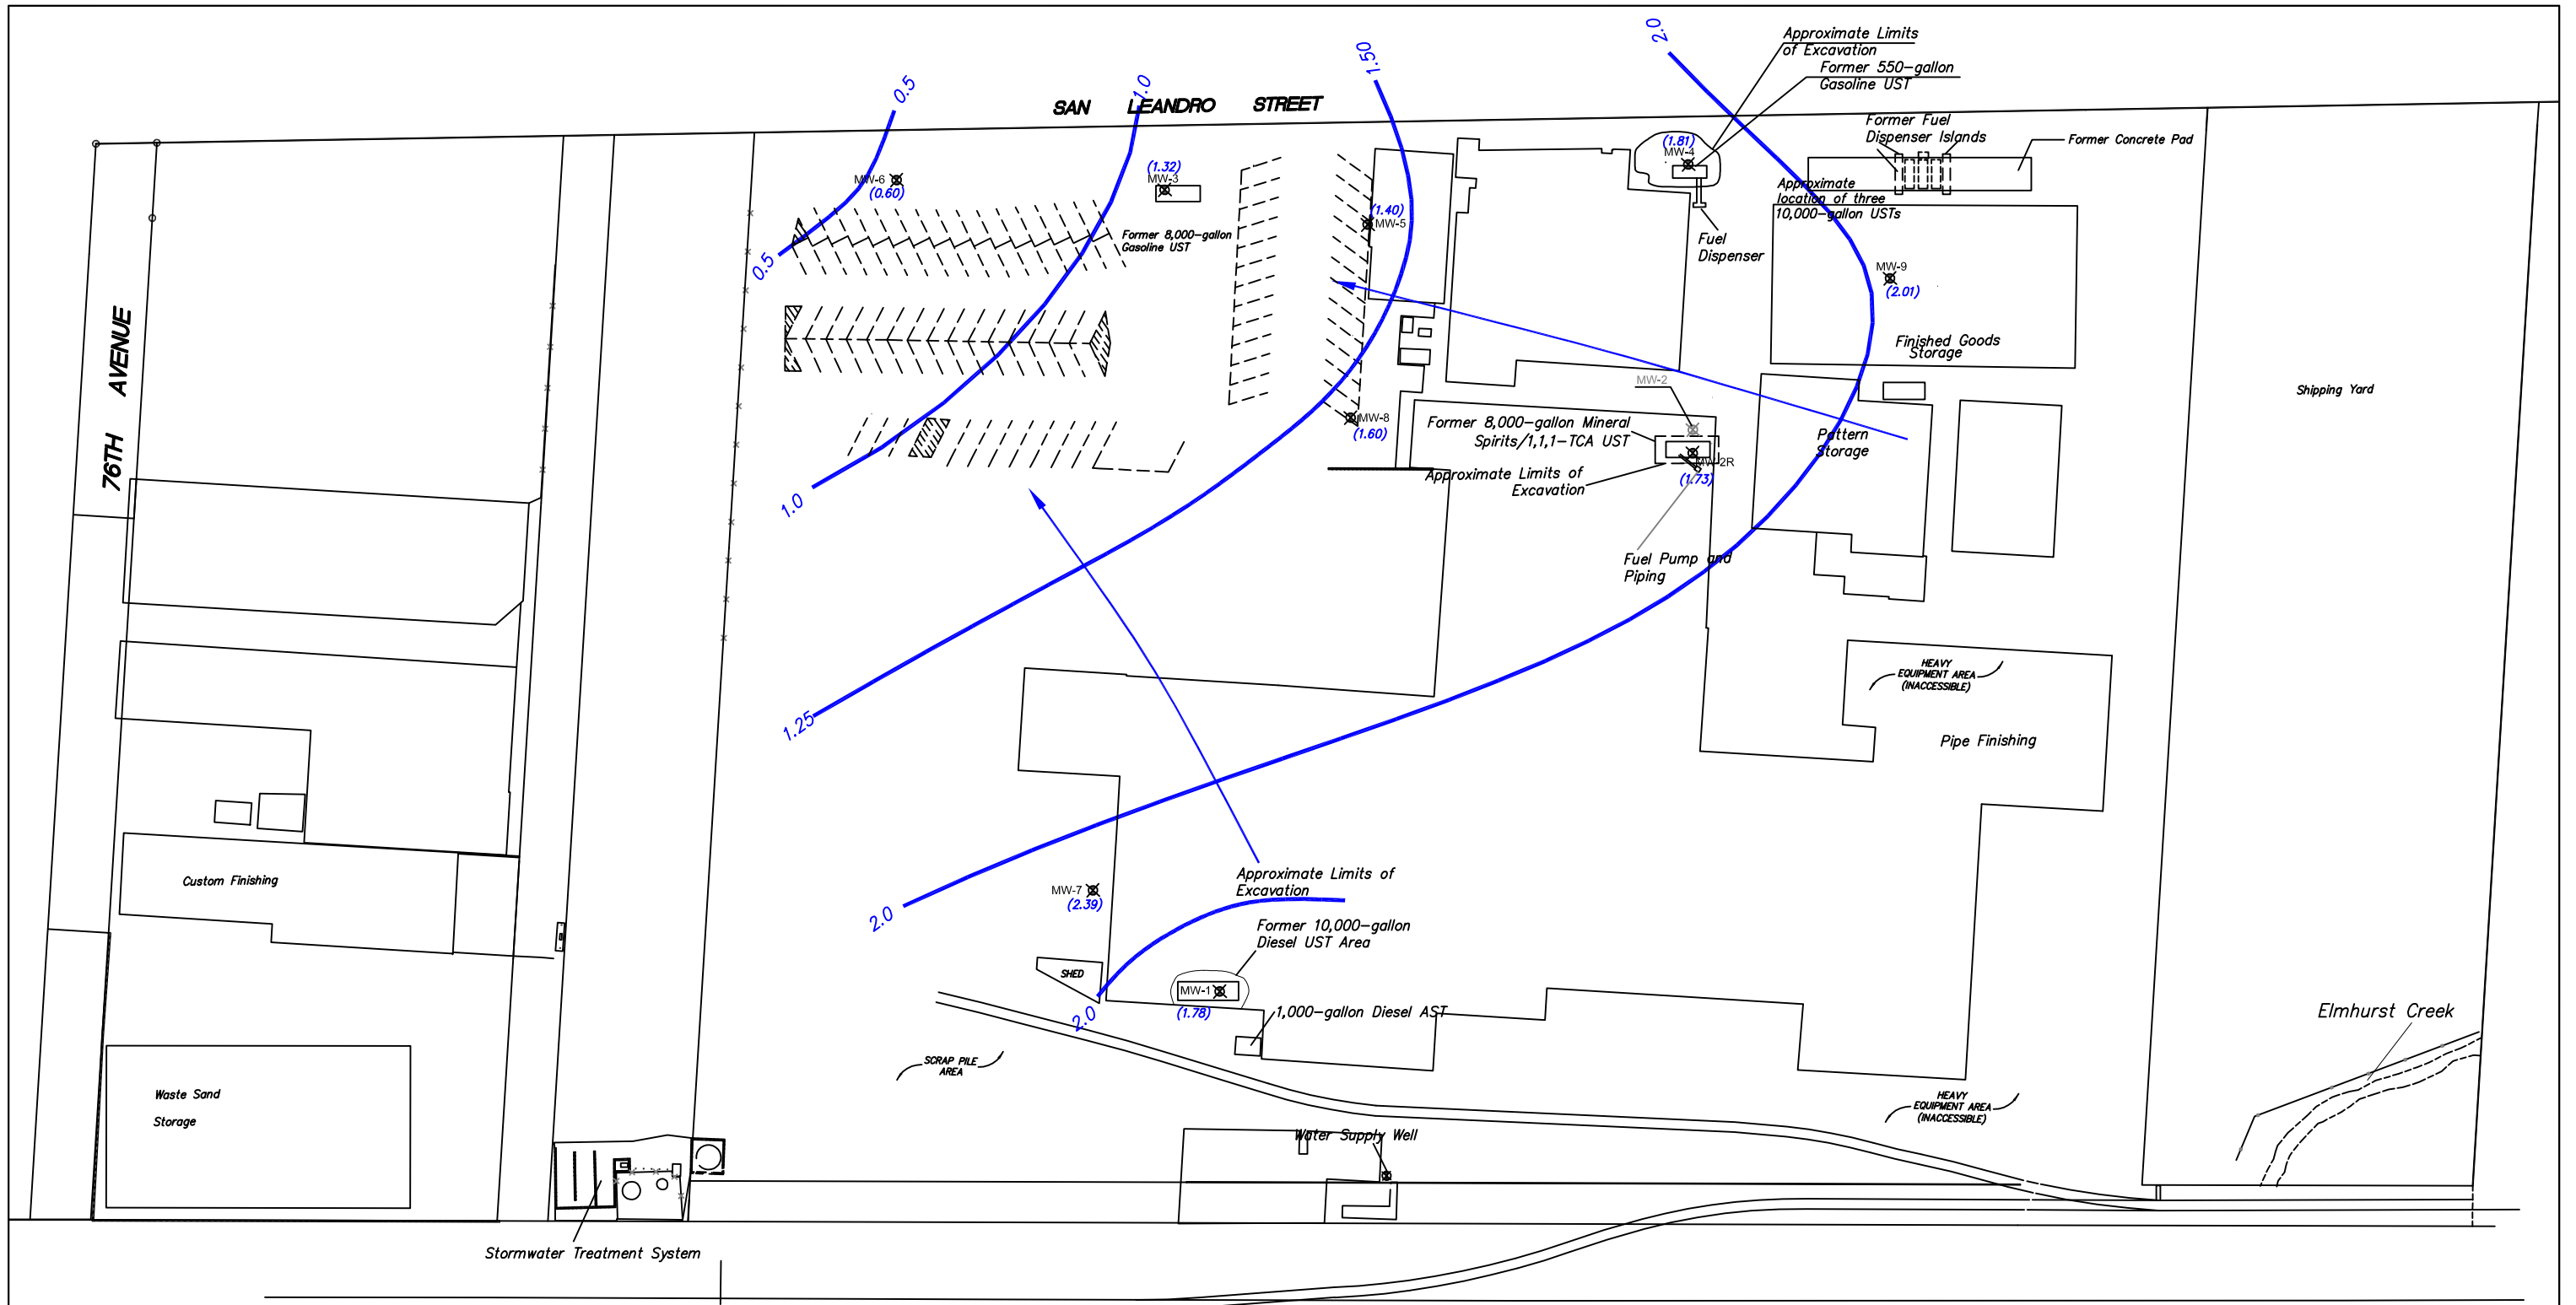 2.0
Approximate Limits
of Excavation
Former 550-gallon
Gasoline UST
0.5
1.0
SAN LEANDRO STREET
1.50
Former Fuel
Dispenser Islands
Former Concrete Pad
(1.81)
MW-4
MW-6
(0.60)
(1.32)
MW-3
Approximate
location of three
10,000-gallon USTs
(1.40)
MW-5
Former 8,000-gallon
Gasoline UST
Fuel
Dispenser
0.5
MW-9
(2.01)
Finished Goods
Storage
76TH AVENUE
MW-2
Shipping Yard
MW-8
(1.60)
Former 8,000-gallon Mineral
Spirits/1,1,1-TCA UST
Pattern
Storage
MW-2R
(1.73)
Approximate Limits of
Excavation
1.0
Fuel Pump and
Piping
HEAVY
EQUIPMENT AREA
(INACCESSIBLE)
1.25
Pipe Finishing
Custom Finishing
MW-7
(2.39)
Approximate Limits of
Excavation
2.0
Former 10,000-gallon
Diesel UST Area
SHED
MW-1
(1.78)
2.0
1,000-gallon Diesel AST
Elmhurst Creek
SCRAP PILE
AREA
Waste Sand
Storage
HEAVY
EQUIPMENT AREA
(INACCESSIBLE)
Water Supply Well
Stormwater Treatment System